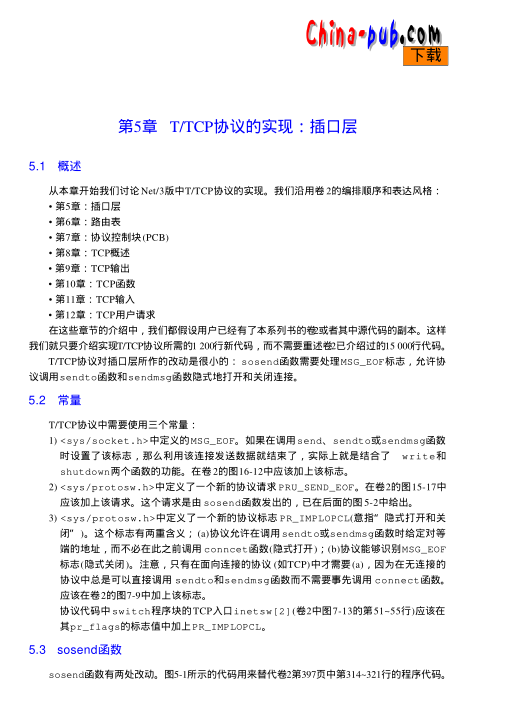 China-pub.com
下载
第5章 T/TCP协议的实现：插口层
5.1 概述
从本章开始我们讨论Net/3版中T/TCP协议的实现。我们沿用卷2的编排顺序和表达风格：
• 第5章：插口层
• 第6章：路由表
• 第7章：协议控制块(PCB)
• 第8章：TCP概述
• 第9章：TCP输出
• 第10章：TCP函数
• 第11章：TCP输入
• 第12章：TCP用户请求
在这些章节的介绍中，我们都假设用户已经有了本系列书的卷2或者其中源代码的副本。这样
我们就只要介绍实现T/TCP协议所需的1 200行新代码，而不需要重述卷2已介绍过的15 000行代码。
T/TCP协议对插口层所作的改动是很小的：sosend函数需要处理MSG_EOF标志，允许协
议调用sendto函数和sendmsg函数隐式地打开和关闭连接。
5.2 常量
T/TCP协议中需要使用三个常量：
1) <sys/socket.h>中定义的MSG_EOF。如果在调用send、sendto或sendmsg函数
时设置了该标志，那么利用该连接发送数据就结束了，实际上就是结合了 write和
shutdown两个函数的功能。在卷2的图16-12中应该加上该标志。
2) <sys/protosw.h>中定义了一个新的协议请求PRU_SEND_EOF。在卷2的图15-17中
应该加上该请求。这个请求是由sosend函数发出的，已在后面的图5-2中给出。
3) <sys/protosw.h>中定义了一个新的协议标志PR_IMPLOPCL(意指”隐式打开和关
闭”)。这个标志有两重含义；(a)协议允许在调用sendto或sendmsg函数时给定对等
端的地址，而不必在此之前调用conncet函数(隐式打开)；(b)协议能够识别MSG_EOF
标志(隐式关闭)。注意，只有在面向连接的协议(如TCP)中才需要(a)，因为在无连接的
协议中总是可以直接调用sendto和sendmsg函数而不需要事先调用connect函数。
应该在卷2的图7-9中加上该标志。
协议代码中switch程序块的TCP入口inetsw[2](卷2中图7-13的第51~55行)应该在
其pr_flags的标志值中加上PR_IMPLOPCL。
5.3 sosend函数
sosend函数有两处改动。图5-1所示的代码用来替代卷2第397页中第314~321行的程序代码。